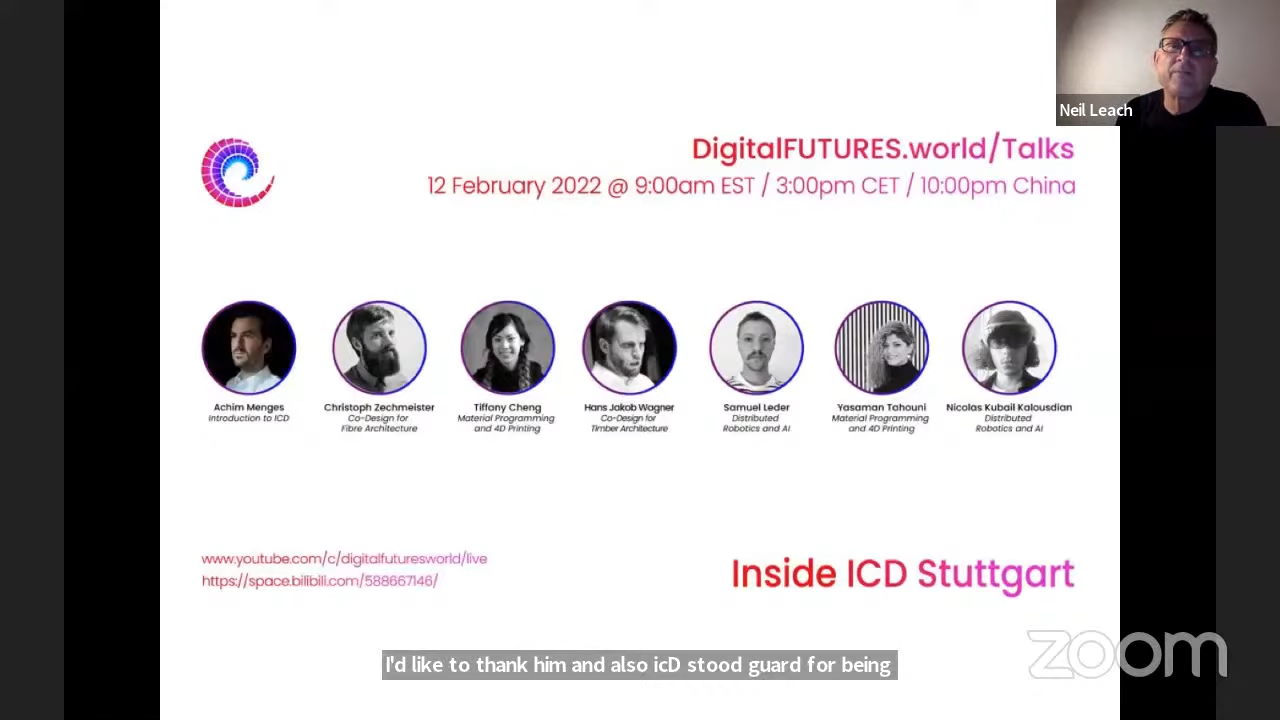 Neil Leach
DigitalFUTURES.world/Talks
12 February 2022 @ 9:00am EST / 3:00pm CET / 10:00pm China
Achim Menges
Introduction to ICD
Christoph Zechmeister
Co-Design for
Fibre Architecture
Tiffany Cheng
Material Programming
and 4D Printing
Hans Jakob Wagner
Co-Design for
Timber Architecture
Samuel Leder
Distributed
Robotics and AI
Yasaman Tahouni
Material Programming
and 4D Printing
Nicolas Kubail Kalousdian
Distributed
Robotics and AI
www.youtube.com/c/digitalfuturesworld/live
https://space.bilibili.com/588667146/
Inside ICD Stuttgart
I'd like to thank him and also icD stood guard for being
zoom